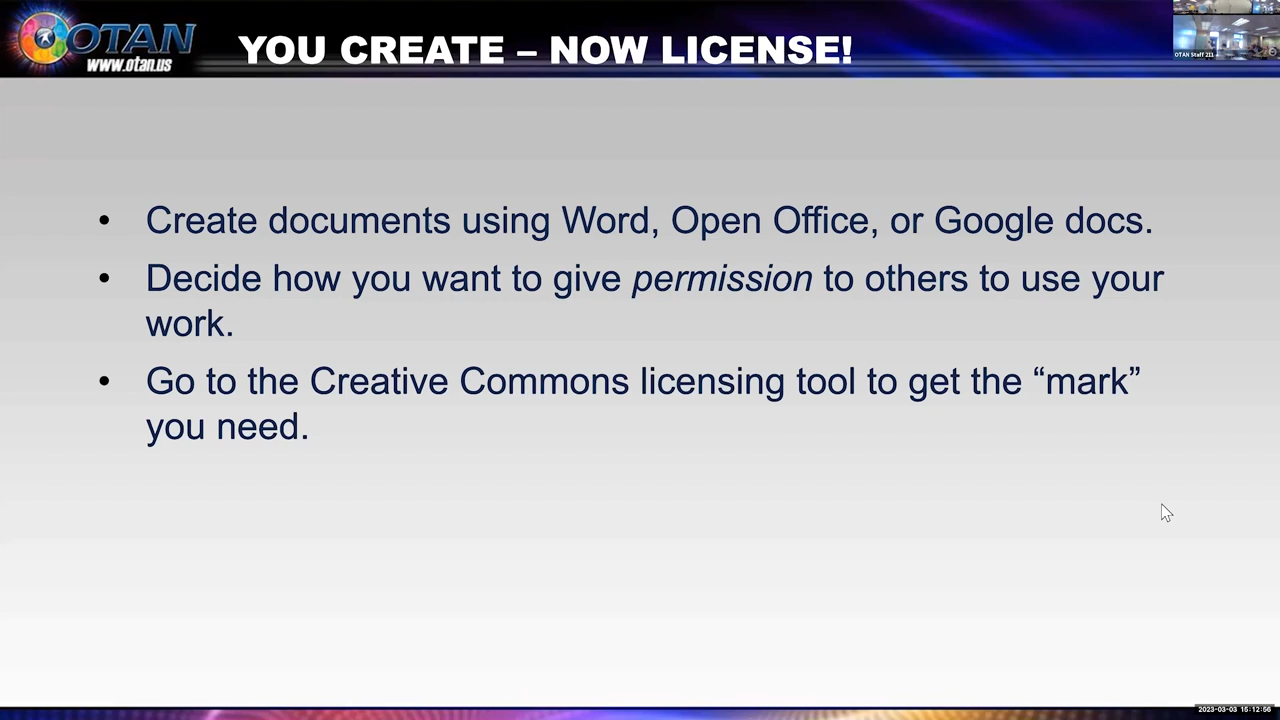 OTAN
www.otan.us
YOU CREATE – NOW LICENSE!
OTAN Staff 211
• Create documents using Word, Open Office, or Google docs.
• Decide how you want to give permission to others to use your
work.
• Go to the Creative Commons licensing tool to get the “mark”
you need.
2023-03-03 15:12:56